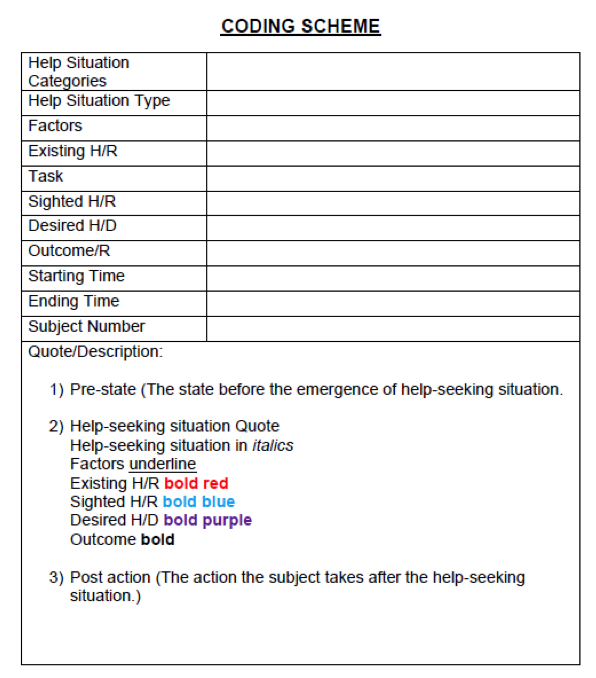 CODING SCHEME
Help Situation
Categories
Help Situation Type
Factors
Existing H/R
Task
Sighted H/R
Desired H/D
Outcome/R
Starting Time
Ending Time
Subject Number
Quote/Description:
1) Pre-state (The state before the emergence of help-seeking situation.
2) Help-seeking situation Quote
Help-seeking situation in italics
Factors underline
Existing H/R bold red
Sighted H/R bold blue
Desired H/D bold purple
Outcome bold
3) Post action (The action the subject takes after the help-seeking
situation.)